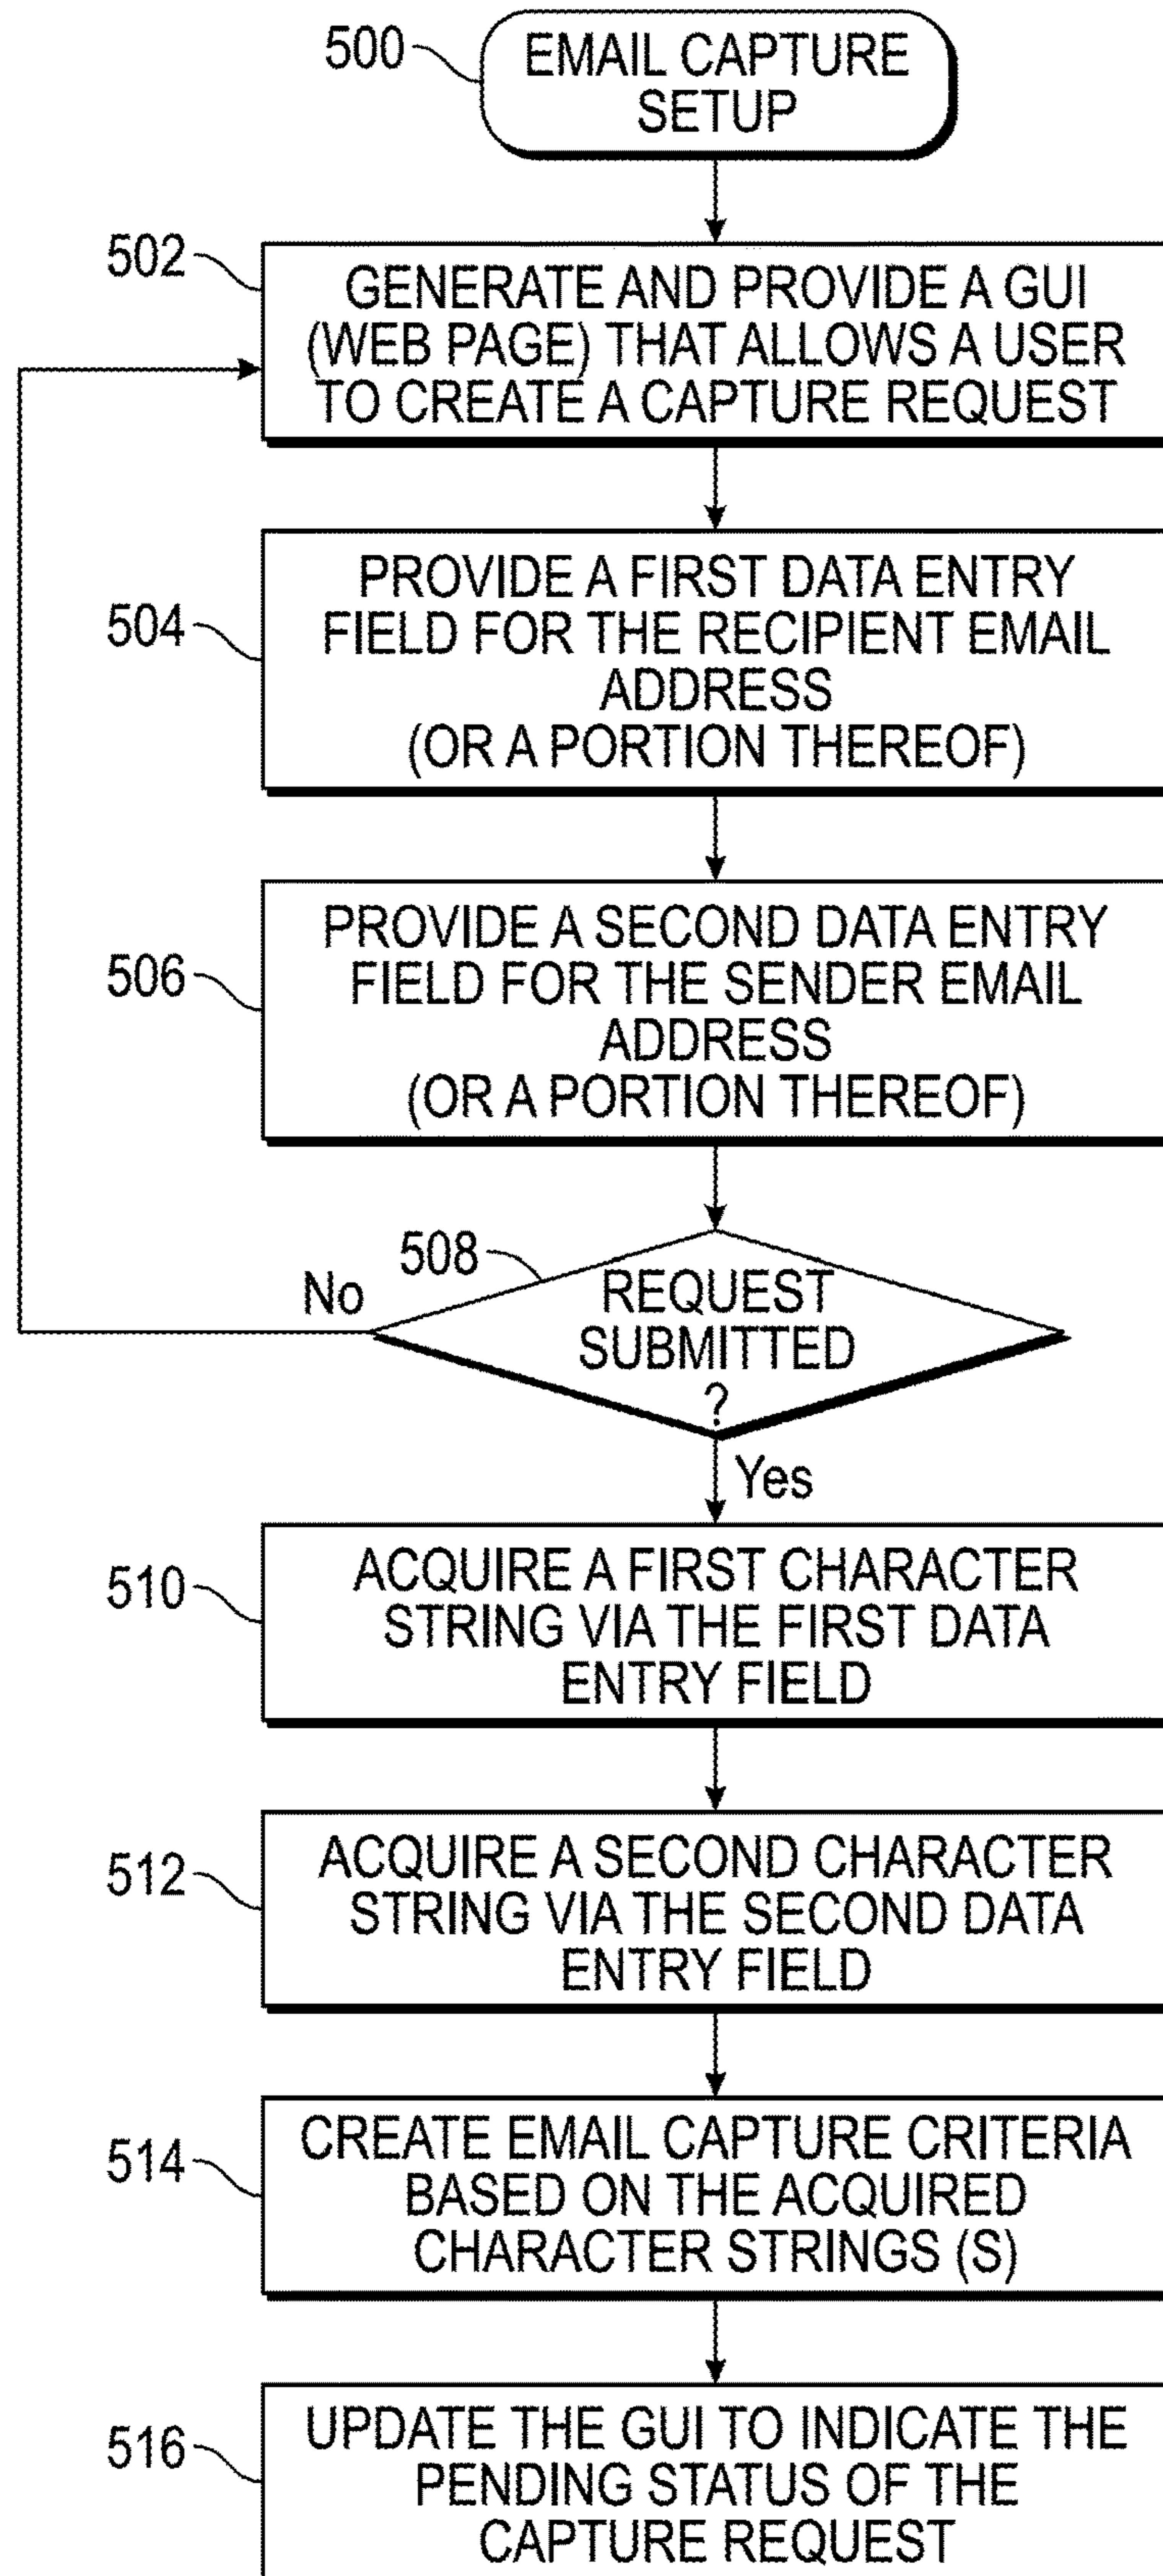 500
EMAIL CAPTURE
SETUP
502
GENERATE AND PROVIDE A GUI
(WEB PAGE) THAT ALLOWS A USER
TO CREATE A CAPTURE REQUEST
504
PROVIDE A FIRST DATA ENTRY
FIELD FOR THE RECIPIENT EMAIL
ADDRESS
(OR A PORTION THEREOF)
506
PROVIDE A SECOND DATA ENTRY
FIELD FOR THE SENDER EMAIL
ADDRESS
(OR A PORTION THEREOF)
508
No
REQUEST
SUBMITTED
?
Yes
510
ACQUIRE A FIRST CHARACTER
STRING VIA THE FIRST DATA
ENTRY FIELD
512
ACQUIRE A SECOND CHARACTER
STRING VIA THE SECOND DATA
ENTRY FIELD
514
CREATE EMAIL CAPTURE CRITERIA
BASED ON THE ACQUIRED
CHARACTER STRINGS (S)
516
UPDATE THE GUI TO INDICATE THE
PENDING STATUS OF THE
CAPTURE REQUEST